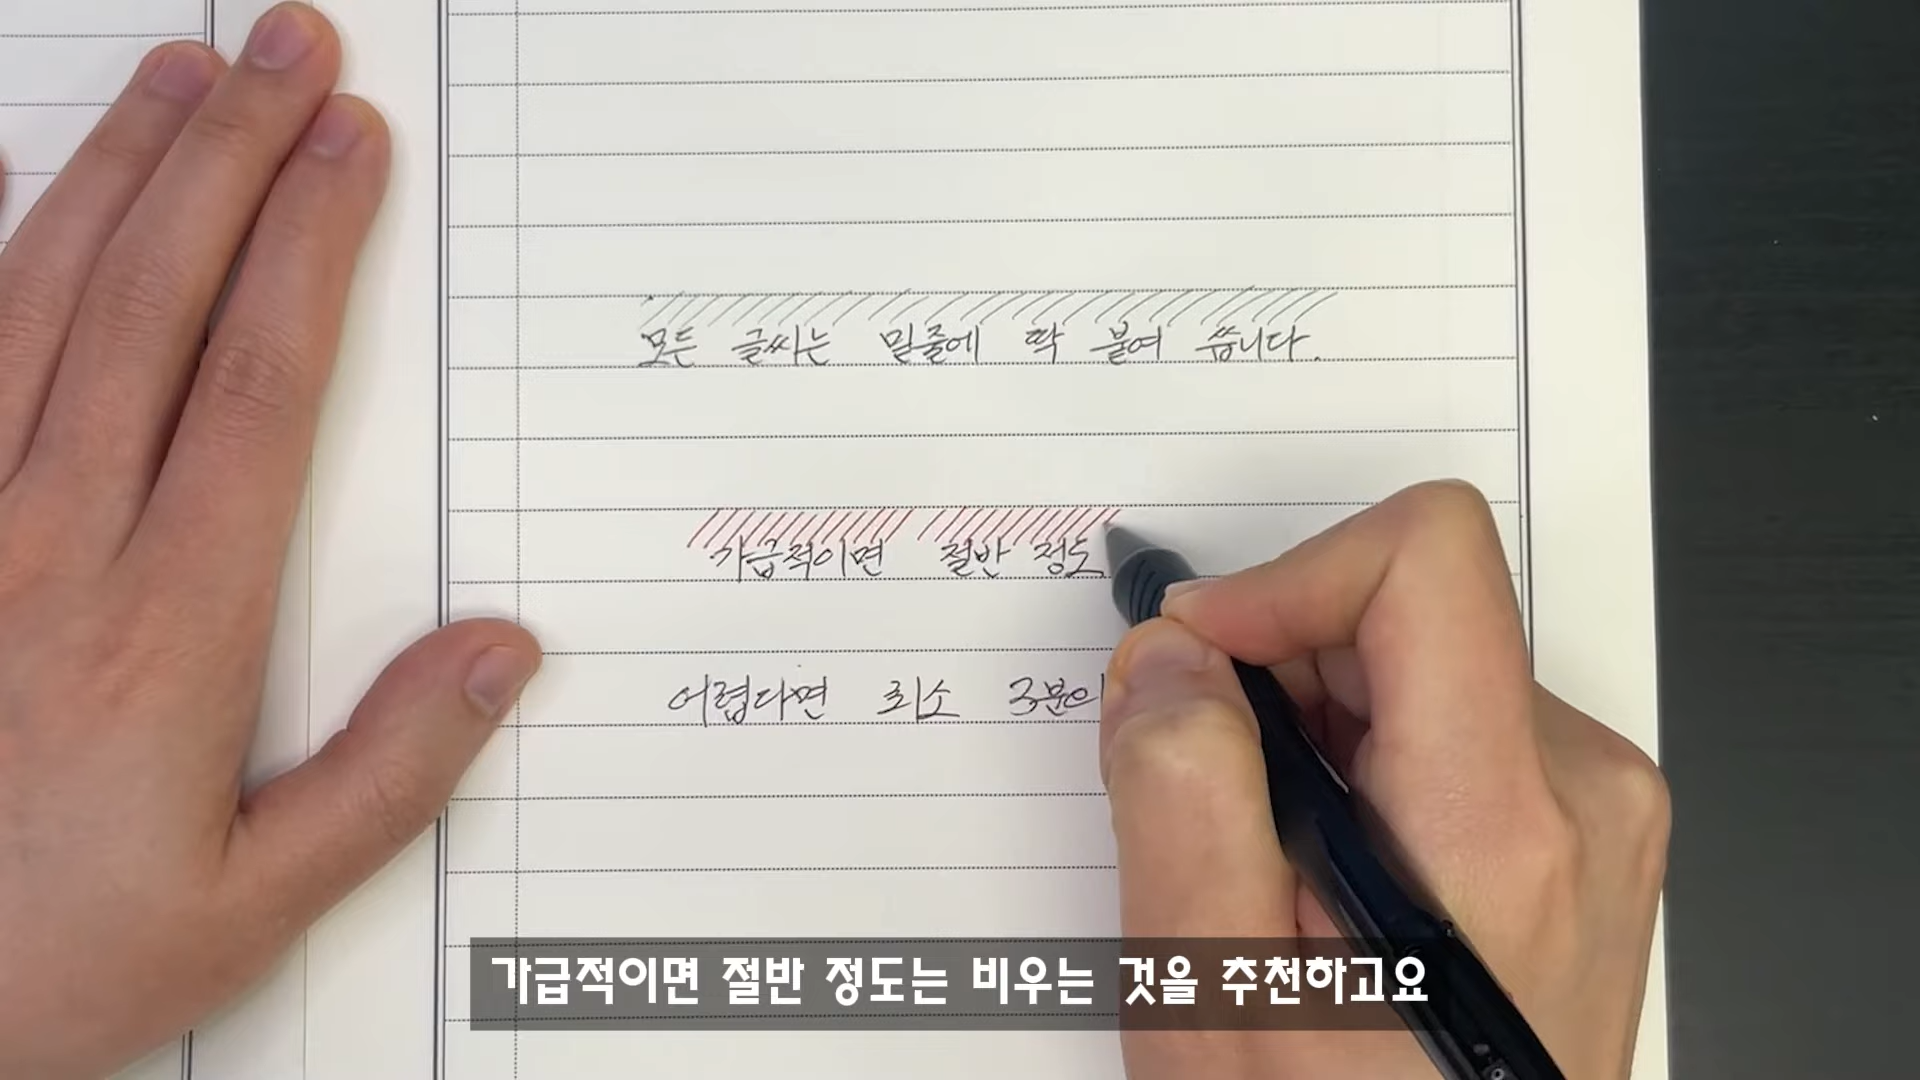 모든 글씨는 밑줄에 딱 붙여 씁니다.
가급적이면 절반 정도
어렵다면 최소 3분의
가급적이면 절반 정도는 비우는 것을 추천하고요